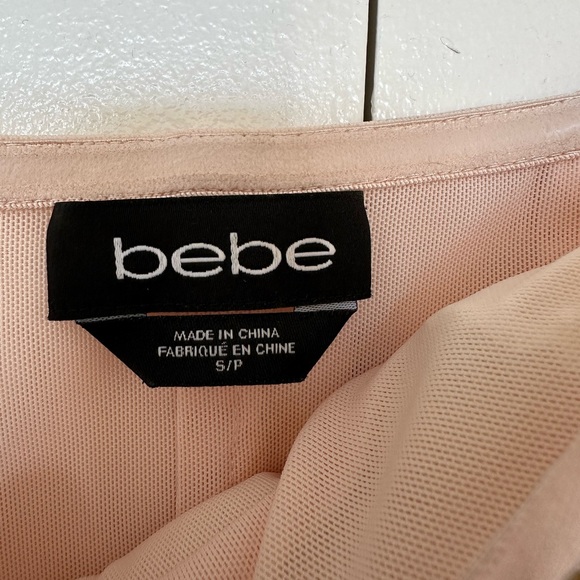 bebe
MADE IN CHINA
FABRIQUÉ EN CHINE
S/P